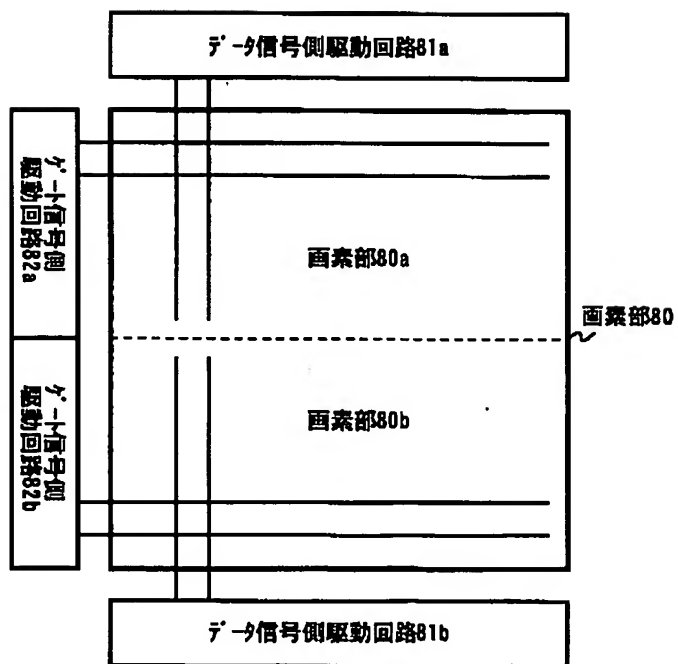 データ信号側駆動回路81a
ゲート信号側
駆動回路82a
画素部80a
画素部80
ゲート信号側
駆動回路82b
画素部80b
データ信号側駆動回路81b